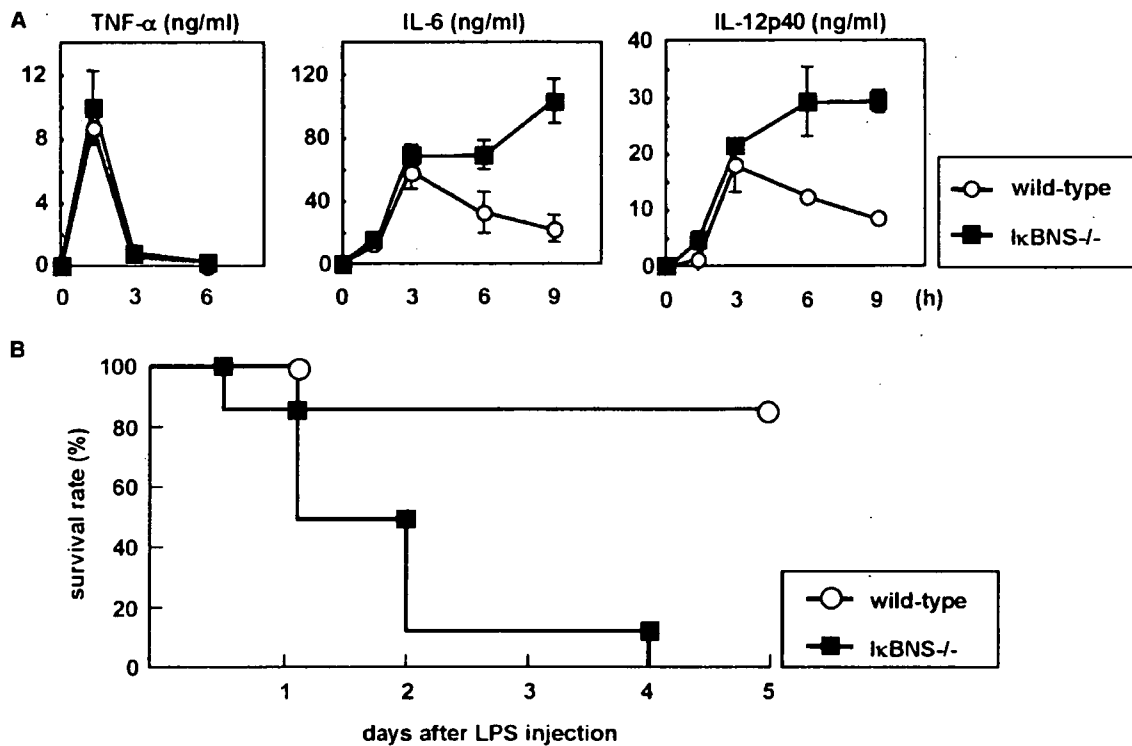 A
TNF-α (ng/ml) IL-6 (ng/ml) IL-12p40 (ng/ml)
12
8
4
0
0 3 6
120
80
40
0
0 3 6 9
40
30
20
10
0
0 3 6 9 (h)
wild-type
IκBNS-/-
B
survival rate (%)
100
80
60
40
20
0
1 2 3 4 5
days after LPS injection
wild-type
IκBNS-/-